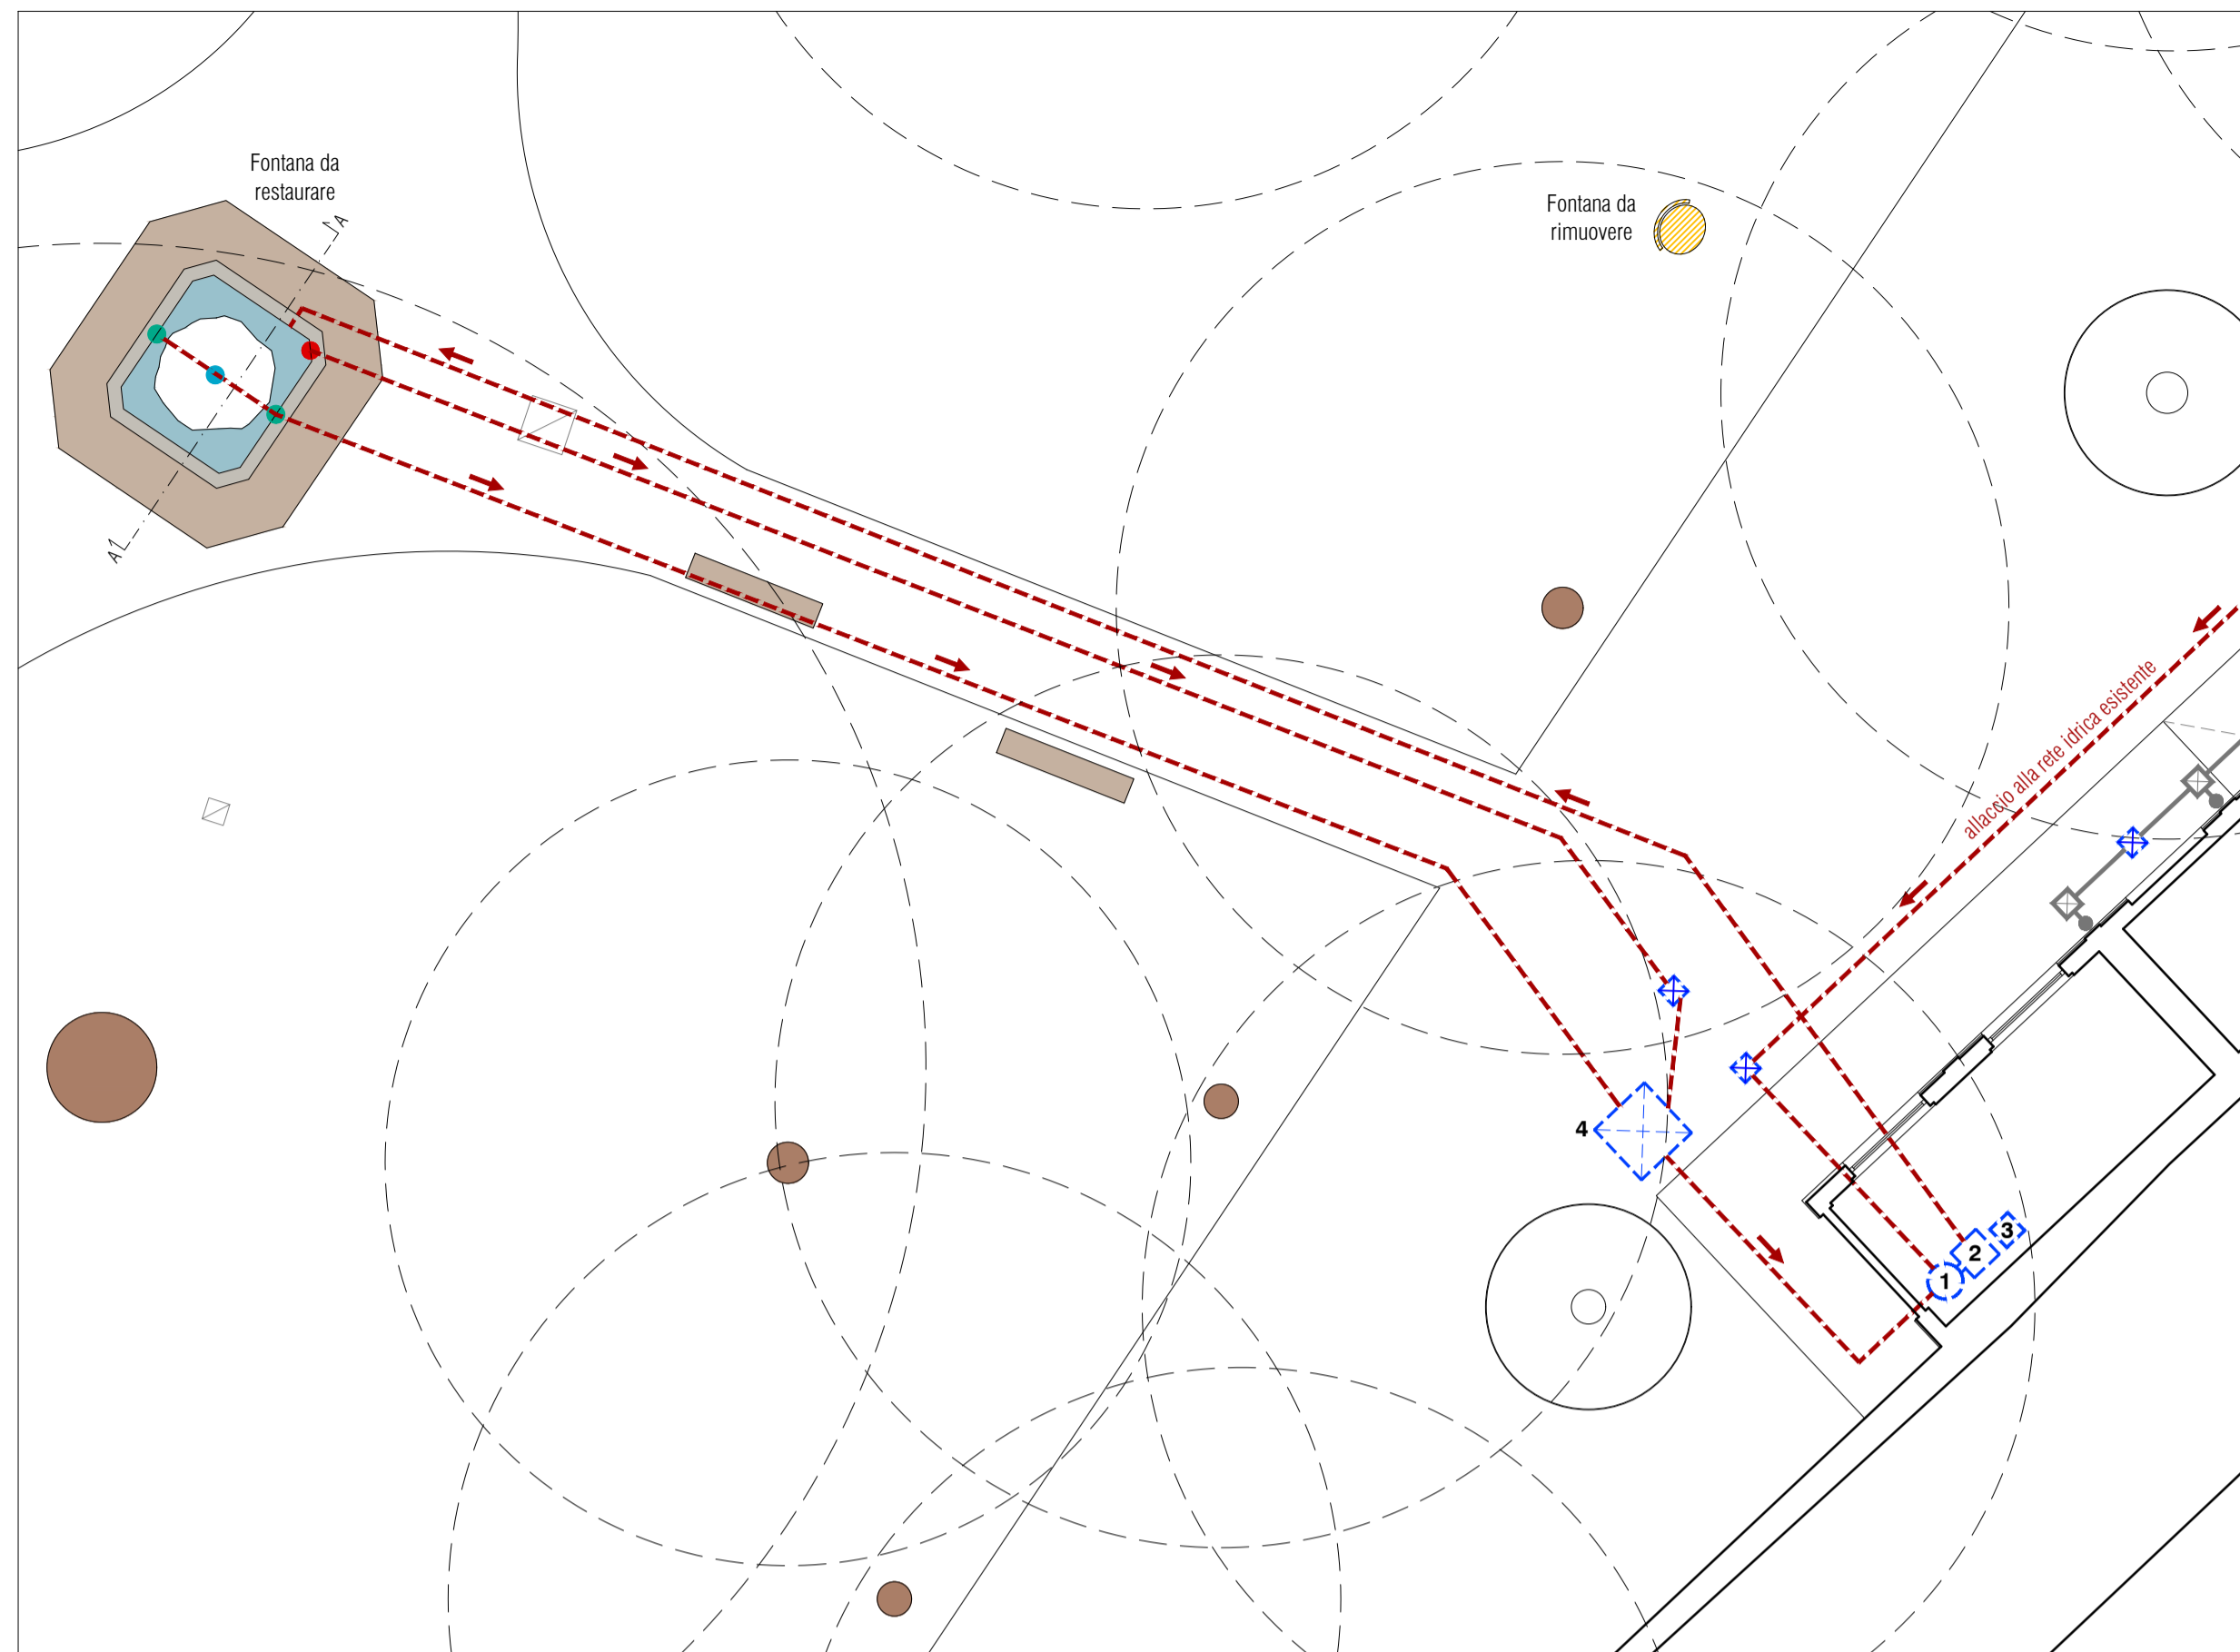 Fontana da
restaurare
A
A'
Fontana da
rimuovere
allaccio alla rete idrica esistente
4
3
2
1